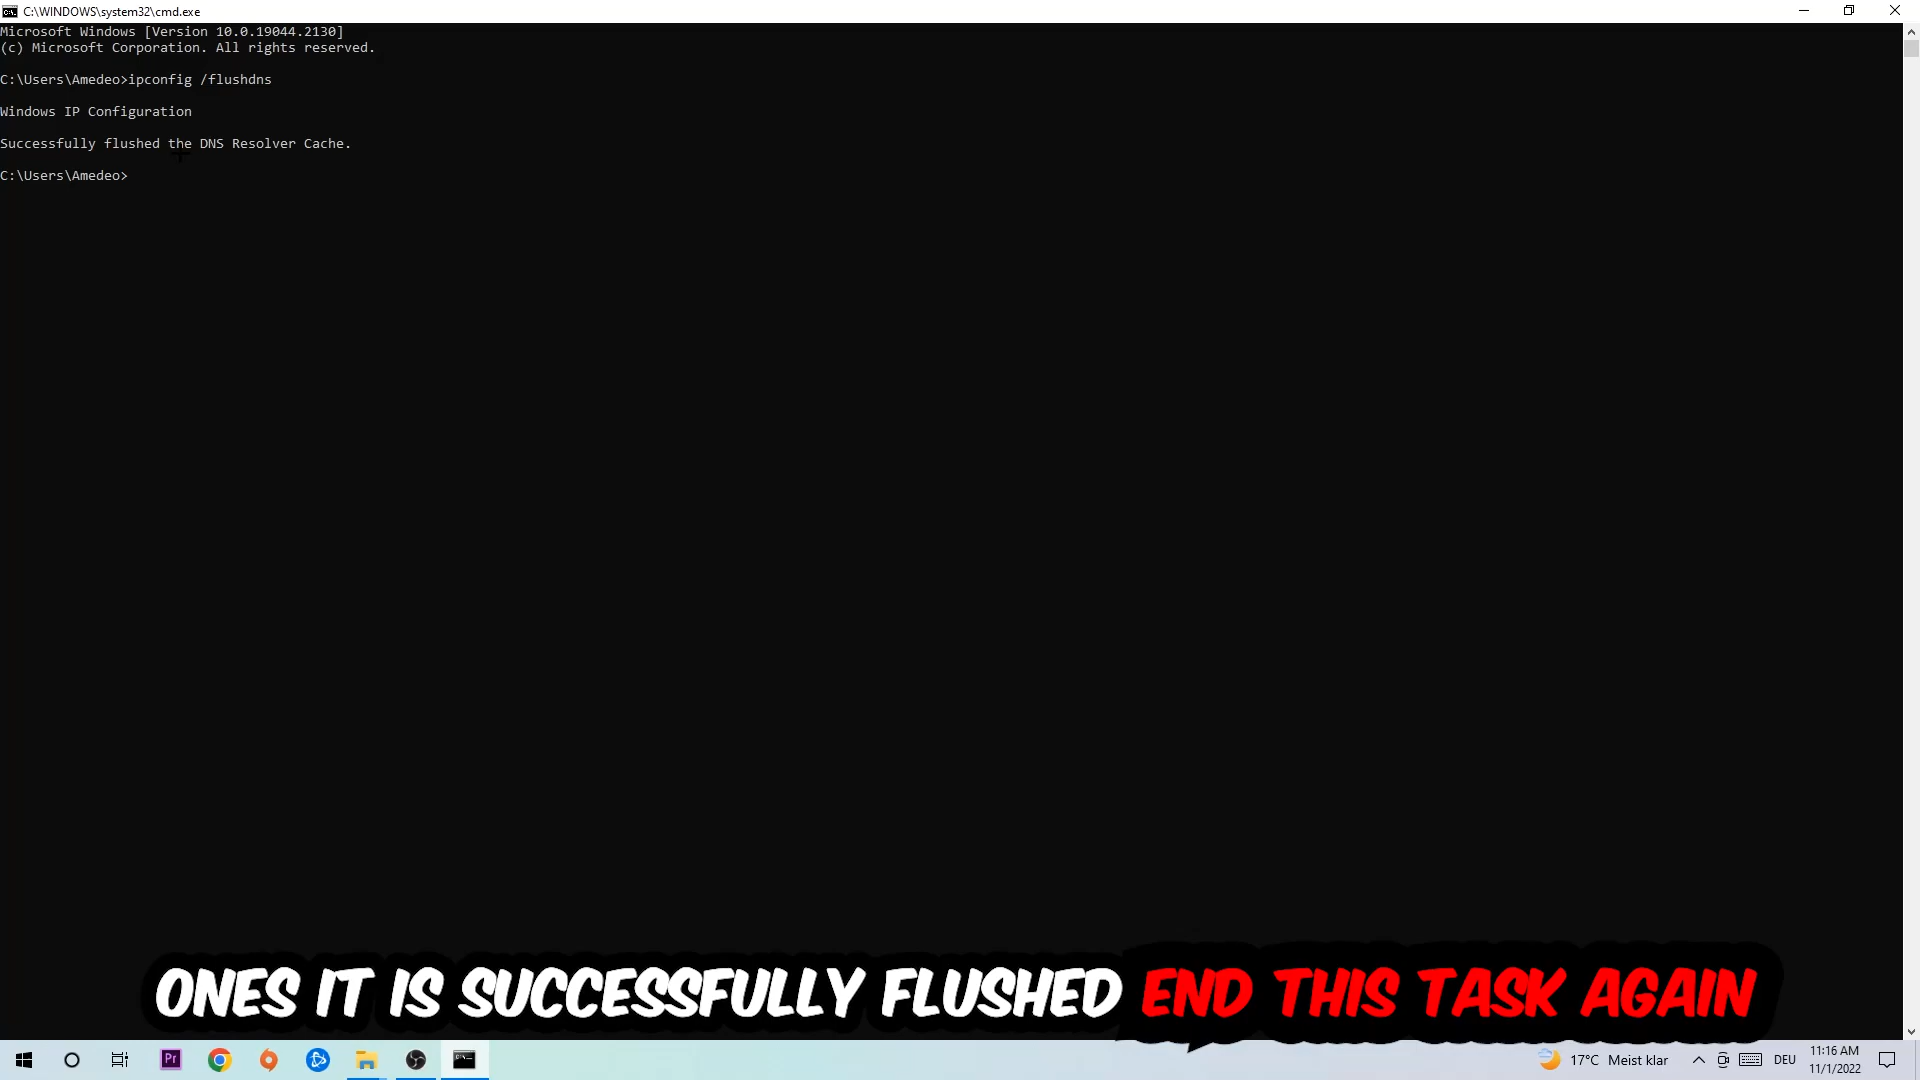 C:\WINDOWS\system32\cmd.exe
Microsoft Windows [Version 10.0.19044.2130]
(c) Microsoft Corporation. All rights reserved.
C:\Users\Amedeo>ipconfig /flushdns
Windows IP Configuration
Successfully flushed the DNS Resolver Cache.
C:\Users\Amedeo>
ONES IT IS SUCCESSFULLY FLUSHED END THIS TASK AGAIN
Pr
17°C Meist klar
DEU
11:16 AM
11/1/2022